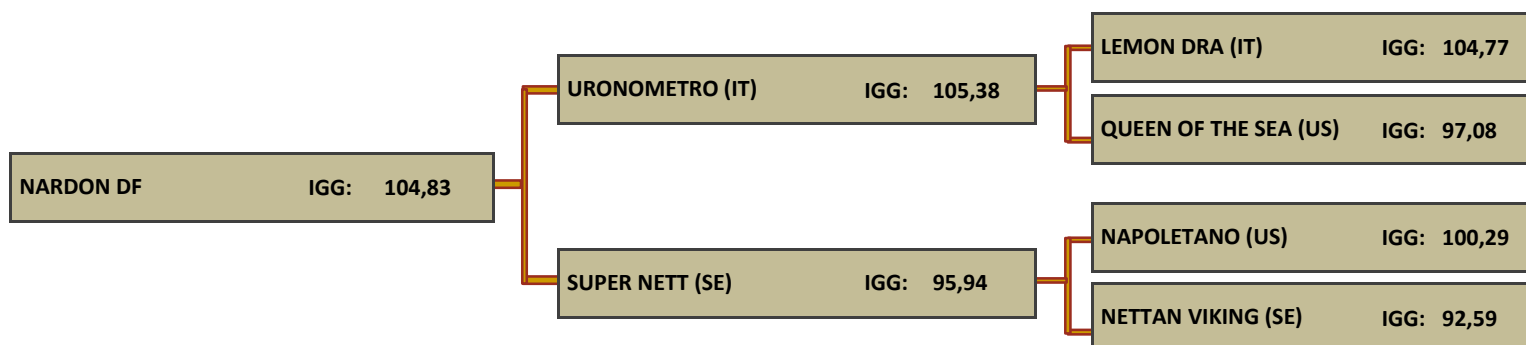 LEMON DRA (IT) IGG: 104,77
URONOMETRO (IT) IGG: 105,38
QUEEN OF THE SEA (US) IGG: 97,08
NARDON DF IGG: 104,83
NAPOLETANO (US) IGG: 100,29
SUPER NETT (SE) IGG: 95,94
NETTAN VIKING (SE) IGG: 92,59